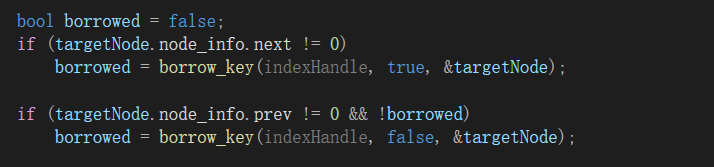 bool borrowed = false;
if (targetNode.node_info.next != 0)
    borrowed = borrow_key(indexHandle, true, &targetNode);

if (targetNode.node_info.prev != 0 && !borrowed)
    borrowed = borrow_key(indexHandle, false, &targetNode);